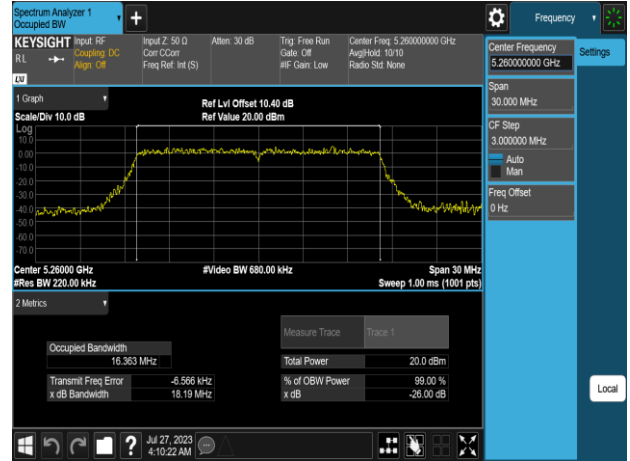 Spectrum Analyzer 1
Occupied BW
+
Frequency
KEYSIGHT Input: RF Input Z: 50 Ω Atten: 30 dB Trig: Free Run Center Freq: 5.260000000 GHz
RL Coupling: DC Corr CCorr Gate: Off Avg|Hold: 10/10
Align: Off Freq Ref: Int (S) #IF Gain: Low Radio Std: None
LXI
Center Frequency
5.260000000 GHz
Settings
Span
30.000 MHz
CF Step
3.000000 MHz
Auto
Man
Freq Offset
0 Hz
1 Graph
Ref Lvl Offset 10.40 dB
Scale/Div 10.0 dB Ref Value 20.00 dBm
Log
10.0
0.00
-10.0
-20.0
-30.0
-40.0
-50.0
-60.0
-70.0
Center 5.26000 GHz #Video BW 680.00 kHz Span 30 MHz
#Res BW 220.00 kHz Sweep 1.00 ms (1001 pts)
2 Metrics
Measure Trace Trace 1
Occupied Bandwidth
16.363 MHz Total Power 20.0 dBm
Transmit Freq Error -6.566 kHz % of OBW Power 99.00 %
x dB Bandwidth 18.19 MHz x dB -26.00 dB
Local
? Jul 27, 2023
4:10:22 AM